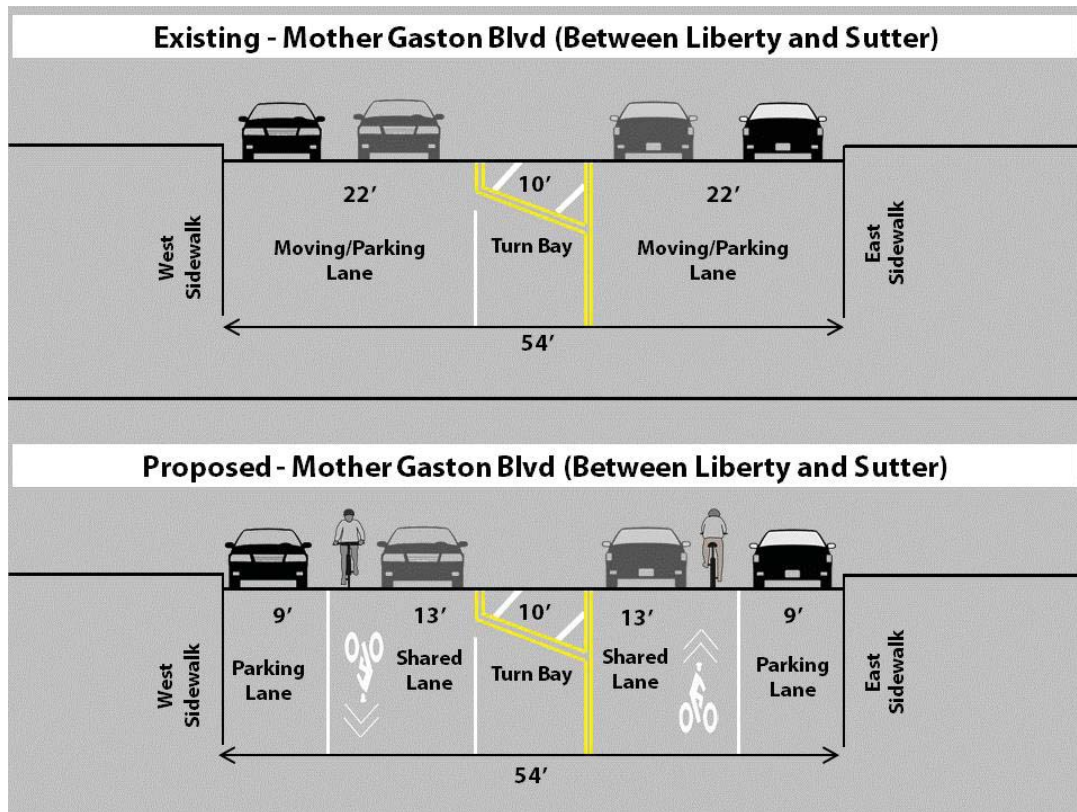 Existing - Mother Gaston Blvd (Between Liberty and Sutter)
10'
22'
22'
West
Sidewalk
Moving/Parking
Lane
Turn Bay
Moving/Parking
Lane
East
Sidewalk
54'
Proposed - Mother Gaston Blvd (Between Liberty and Sutter)
9'
13'
10'
13'
9'
West
Sidewalk
Parking
Lane
Shared
Lane
Turn Bay
Shared
Lane
Parking
Lane
East
Sidewalk
54'